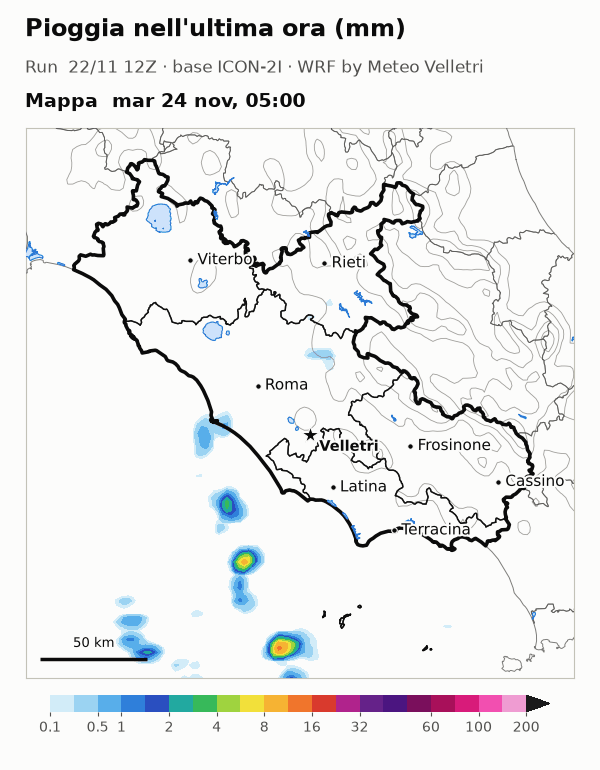 Pioggia nell'ultima ora (mm)
Run  22/11 12Z · base ICON-2I · WRF by Meteo Velletri
Mappa  mar 24 nov, 05:00
Viterbo
Rieti
Roma
Velletri
Frosinone
Latina
Cassino
Terracina
50 km
0.1 0.5 1 2 4 8 16 32 60 100 200